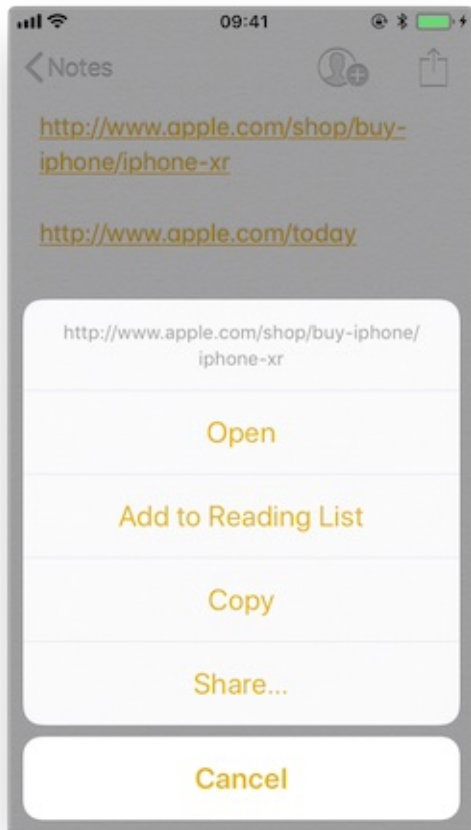 09:41
Notes
http://www.apple.com/shop/buy-
iphone/iphone-xr
http://www.apple.com/today
http://www.apple.com/shop/buy-iphone/
iphone-xr
Open
Add to Reading List
Copy
Share...
Cancel